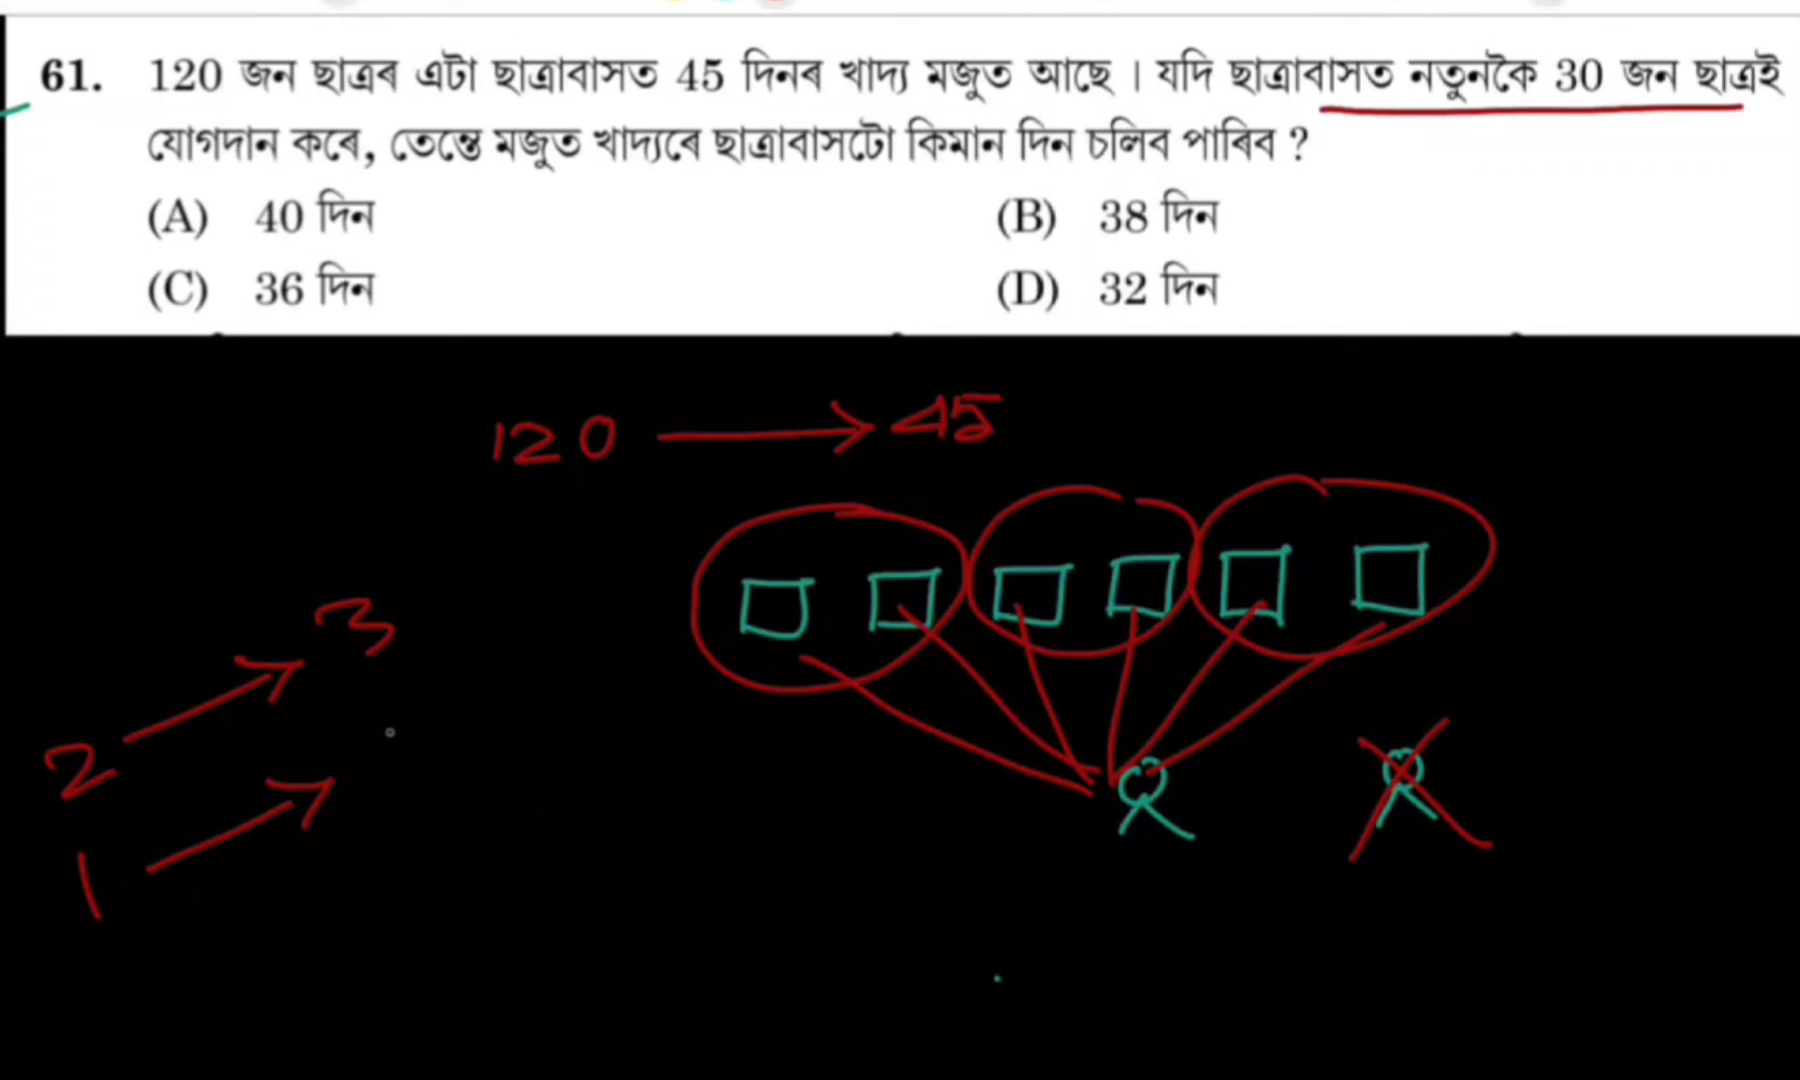 61. 120 জন ছাত্ৰৰ এটা ছাত্ৰাবাসত 45 দিনৰ খাদ্য মজুত আছে । যদি ছাত্ৰাবাসত নতুনকৈ 30 জন ছাত্ৰই
যোগদান কৰে, তেন্তে মজুত খাদ্যৰে ছাত্ৰাবাসটো কিমান দিন চলিব পাৰিব ?
(A) 40 দিন (B) 38 দিন
(C) 36 দিন (D) 32 দিন
120 → 45
2 → 3
1 →